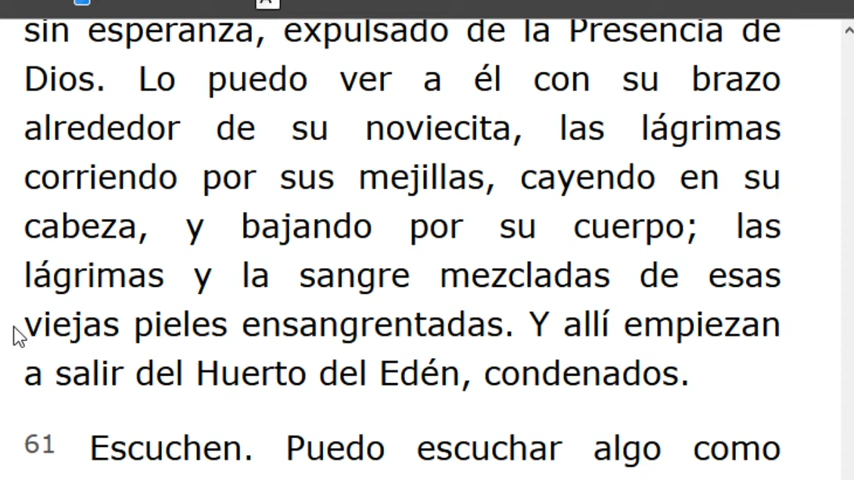 sin esperanza, expulsado de la Presencia de
Dios. Lo puedo ver a él con su brazo
alrededor de su noviecita, las lágrimas
corriendo por sus mejillas, cayendo en su
cabeza, y bajando por su cuerpo; las
lágrimas y la sangre mezcladas de esas
viejas pieles ensangrentadas. Y allí empiezan
a salir del Huerto del Edén, condenados.
61 Escuchen. Puedo escuchar algo como